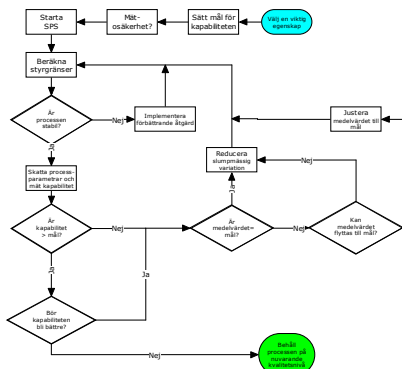 Starta
SPS
Mät-
osäkerhet?
Sätt mål för
kapabiliteten
Välj en viktig
egenskap
Beräkna
styrgränser
Är
processen
stabil?
Nej
Implementera
förbättrande åtgärd
Justera
medelvärdet till
mål
Ja
Reducera
slumpmässig
variation
Nej
Skatta process-
parametrar och
mät kapabilitet
Ja
Är
kapabilitet
> mål?
Nej
Är
medelvärdet=
mål?
Nej
Kan
medelvärdet
flyttas till mål?
Ja
Ja
Bör
kapabiliteten
bli bättre?
Nej
Behåll
processen på
nuvarande
kvalitetsnivå